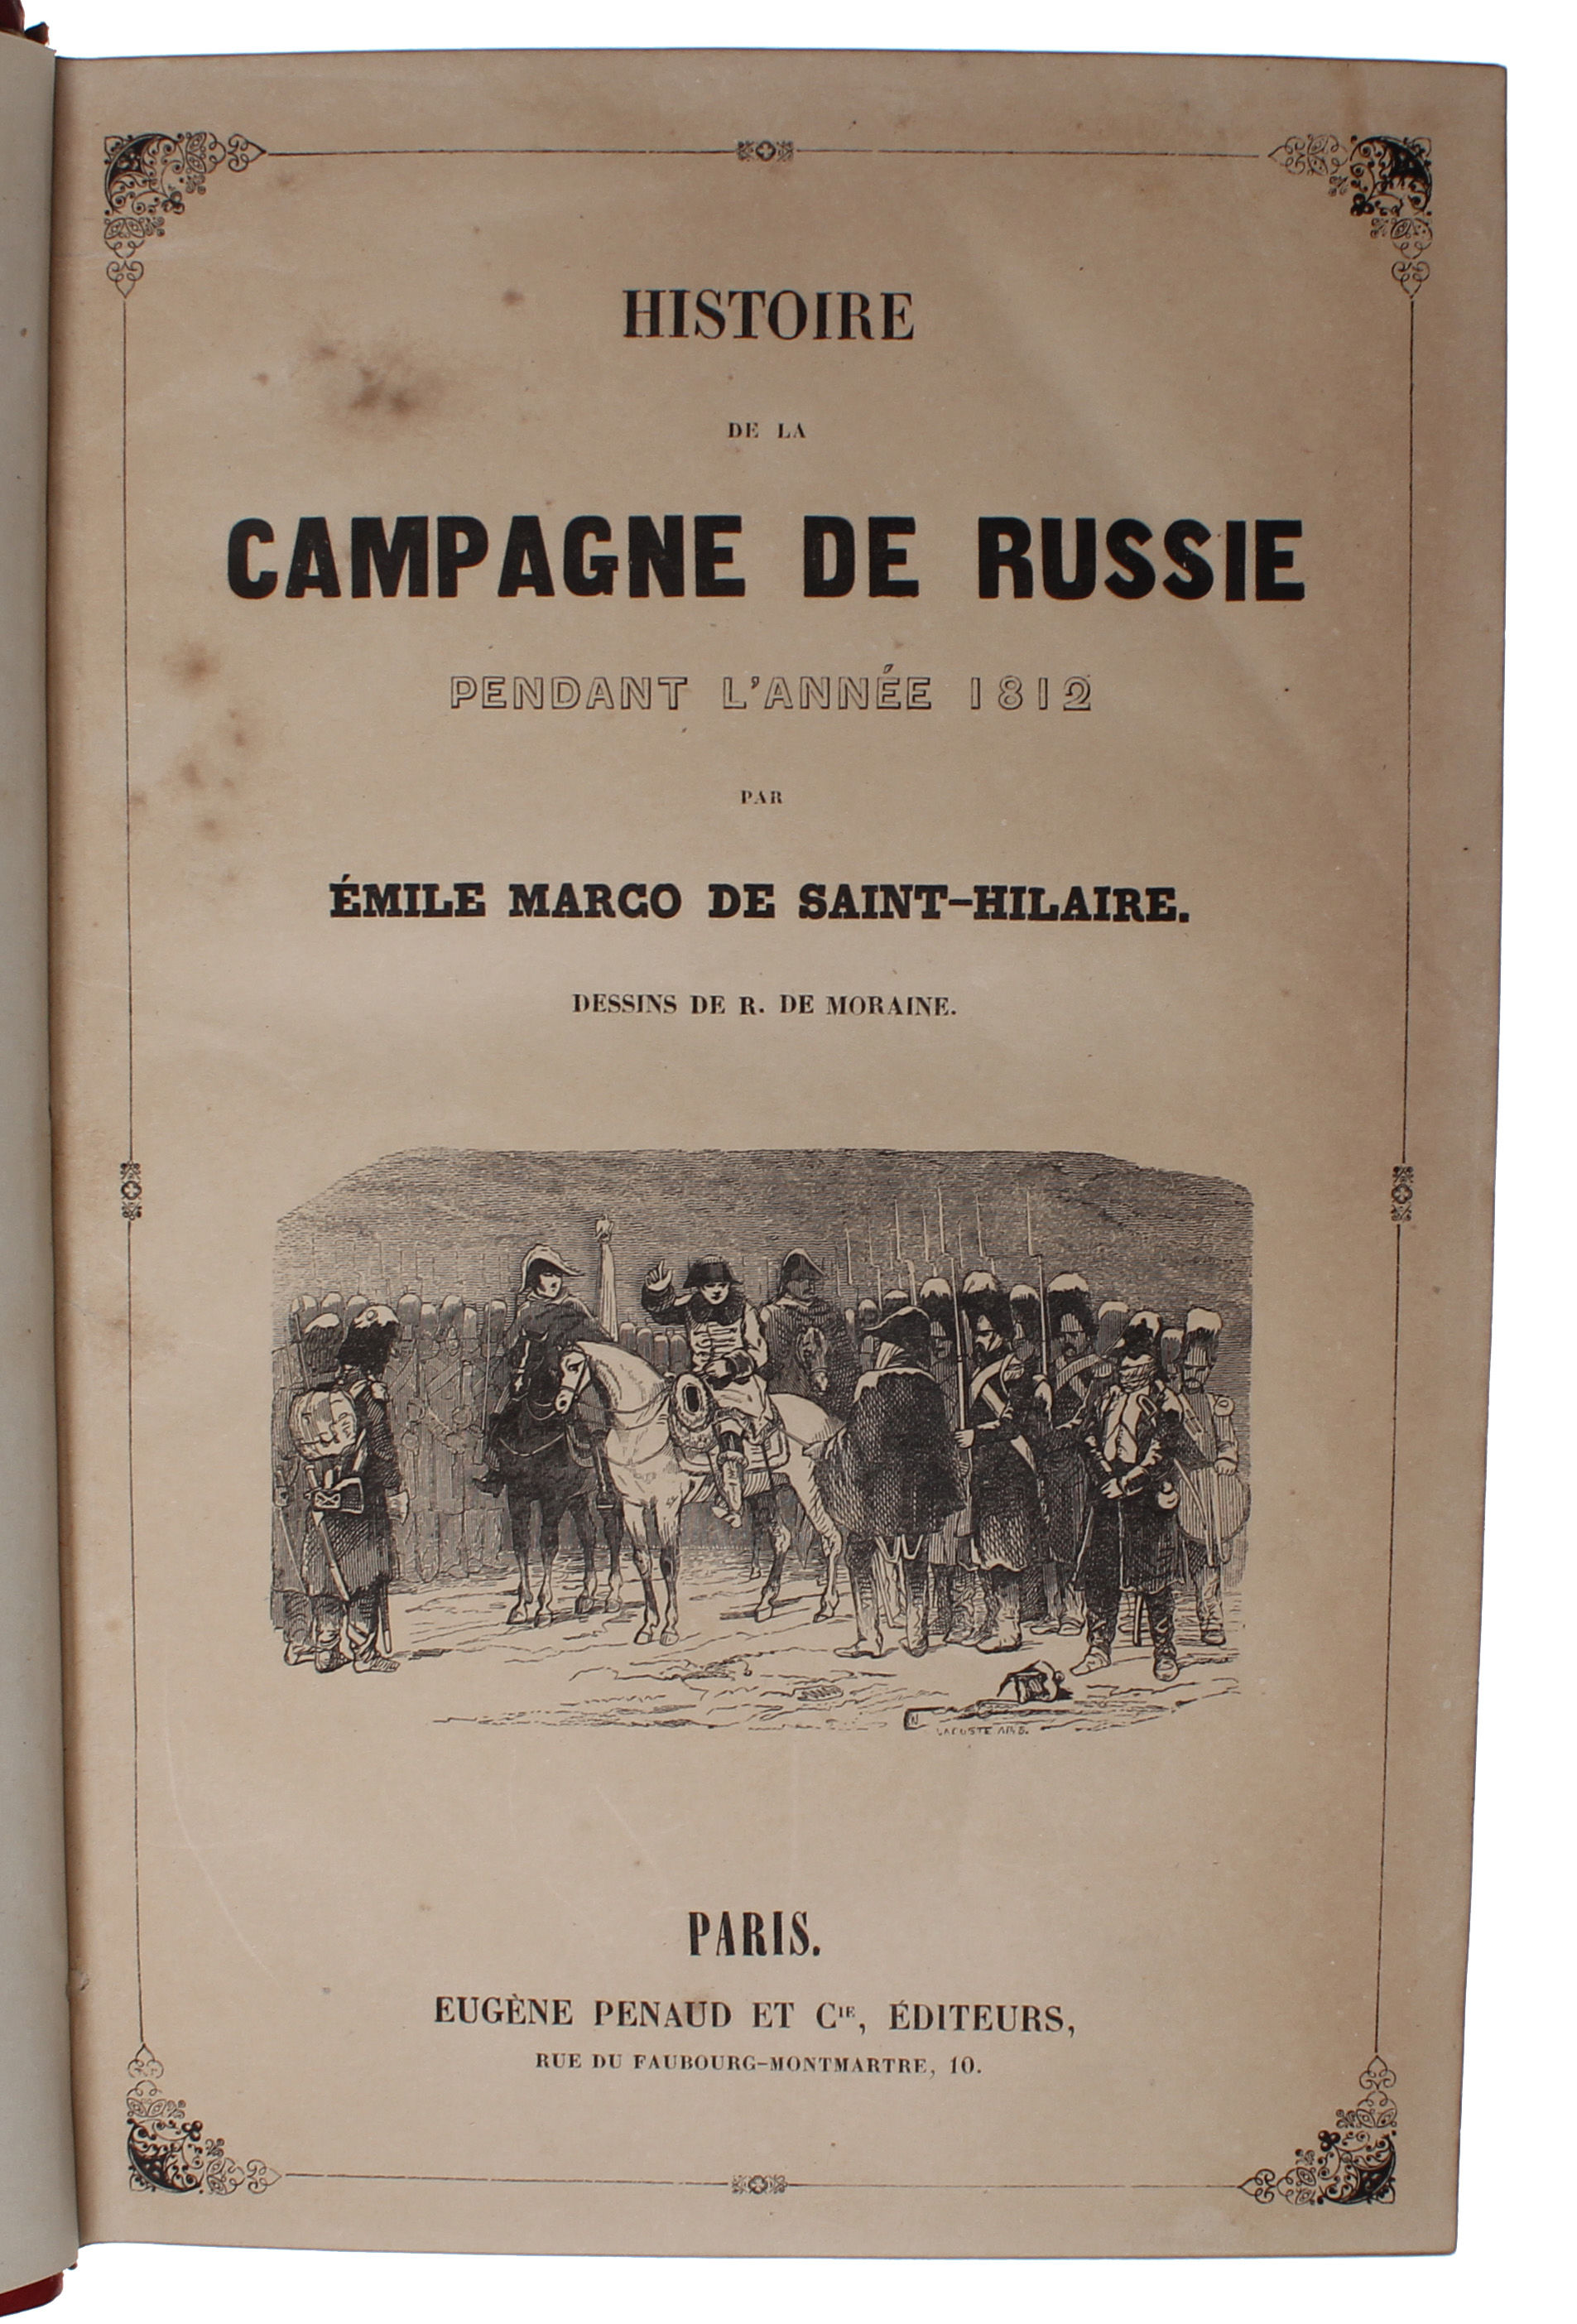 HISTOIRE
DE LA
CAMPAGNE DE RUSSIE
PENDANT L'ANNÉE 1812
PAR
ÉMILE MARCO DE SAINT-HILAIRE.
DESSINS DE R. DE MORAINE.
N
LACOSTE
PARIS.
EUGÈNE PENAUD ET Cie, ÉDITEURS,
RUE DU FAUBOURG-MONTMARTRE, 10.